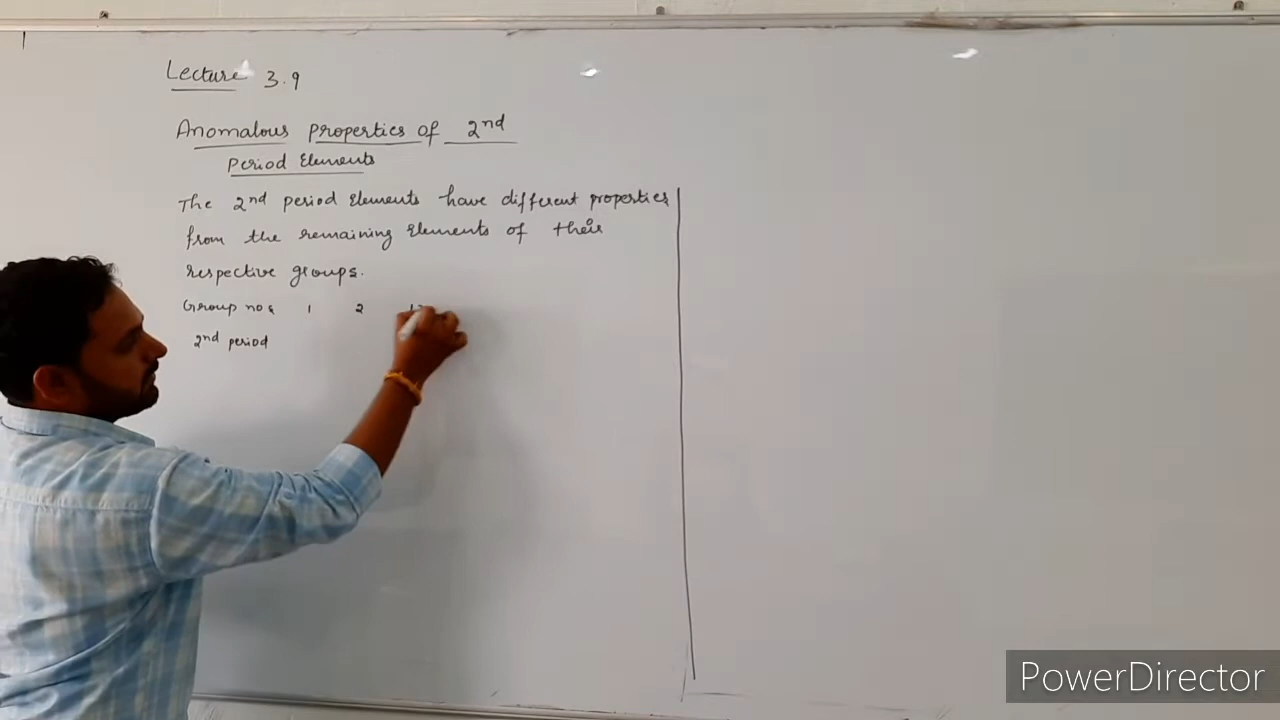 Lecture 3.9
Anomalous Properties of 2nd
Period Elements
The 2nd period Elements have different properties
from the remaining Elements of their
respective groups.
Group nos 1 2
2nd period
PowerDirector